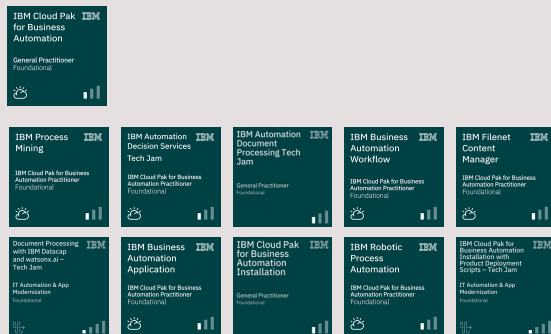 IBM Cloud Pak IBM
for Business
Automation
General Practitioner
Foundational
IBM Process IBM
Mining
IBM Cloud Pak for Business
Automation Practitioner
Foundational
IBM Automation IBM
Decision Services
Tech Jam
IBM Cloud Pak for Business
Automation Practitioner
Foundational
IBM Automation IBM
Document
Processing Tech
Jam
General Practitioner
Foundational
IBM Business IBM
Automation
Workflow
IBM Cloud Pak for Business
Automation Practitioner
Foundational
IBM Filenet IBM
Content
Manager
IBM Cloud Pak for Business
Automation Practitioner
Foundational
Document Processing IBM
with IBM Datacap
and watsonx.ai –
Tech Jam
IT Automation & App
Modernization
Foundational
IBM Business IBM
Automation
Application
IBM Cloud Pak for Business
Automation Practitioner
Foundational
IBM Cloud Pak IBM
for Business
Automation
Installation
General Practitioner
Foundational
IBM Robotic IBM
Process
Automation
IBM Cloud Pak for Business
Automation Practitioner
Foundational
IBM Cloud Pak for IBM
Business Automation
Installation with
Product Deployment
Scripts – Tech Jam
IT Automation & App
Modernization
Foundational